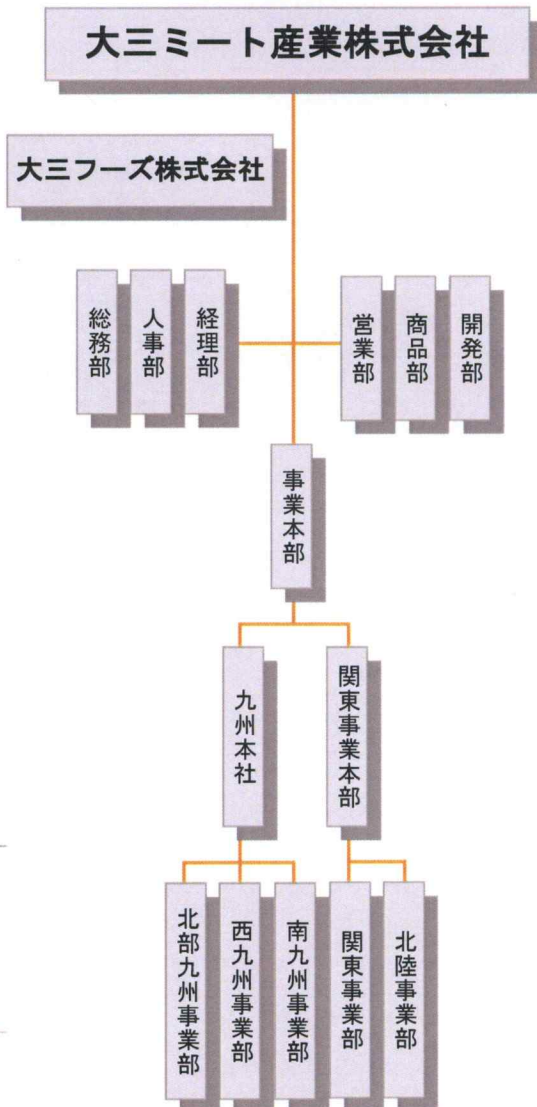 大三ミート産業株式会社
大三フーズ株式会社
総務部
人事部
経理部
営業部
商品部
開発部
事業本部
九州本社
関東事業本部
北部九州事業部
西九州事業部
南九州事業部
関東事業部
北陸事業部